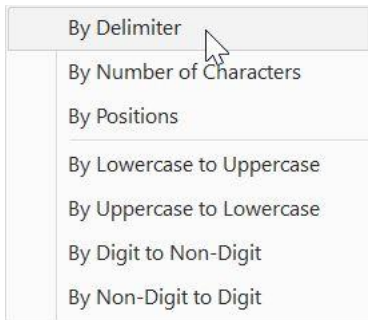 By Delimiter
By Number of Characters
By Positions
By Lowercase to Uppercase
By Uppercase to Lowercase
By Digit to Non-Digit
By Non-Digit to Digit